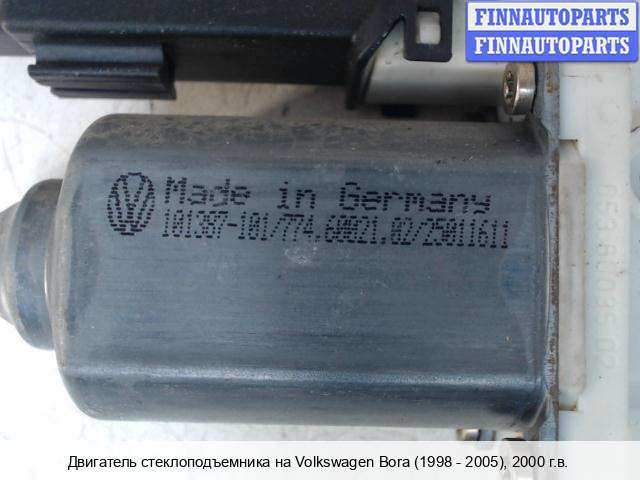 FINNAUTOPARTS
FINNAUTOPARTS
Made in Germany
101387-101/774.60021.02/25011611
Двигатель стеклоподъемника на Volkswagen Bora (1998 - 2005), 2000 г.в.